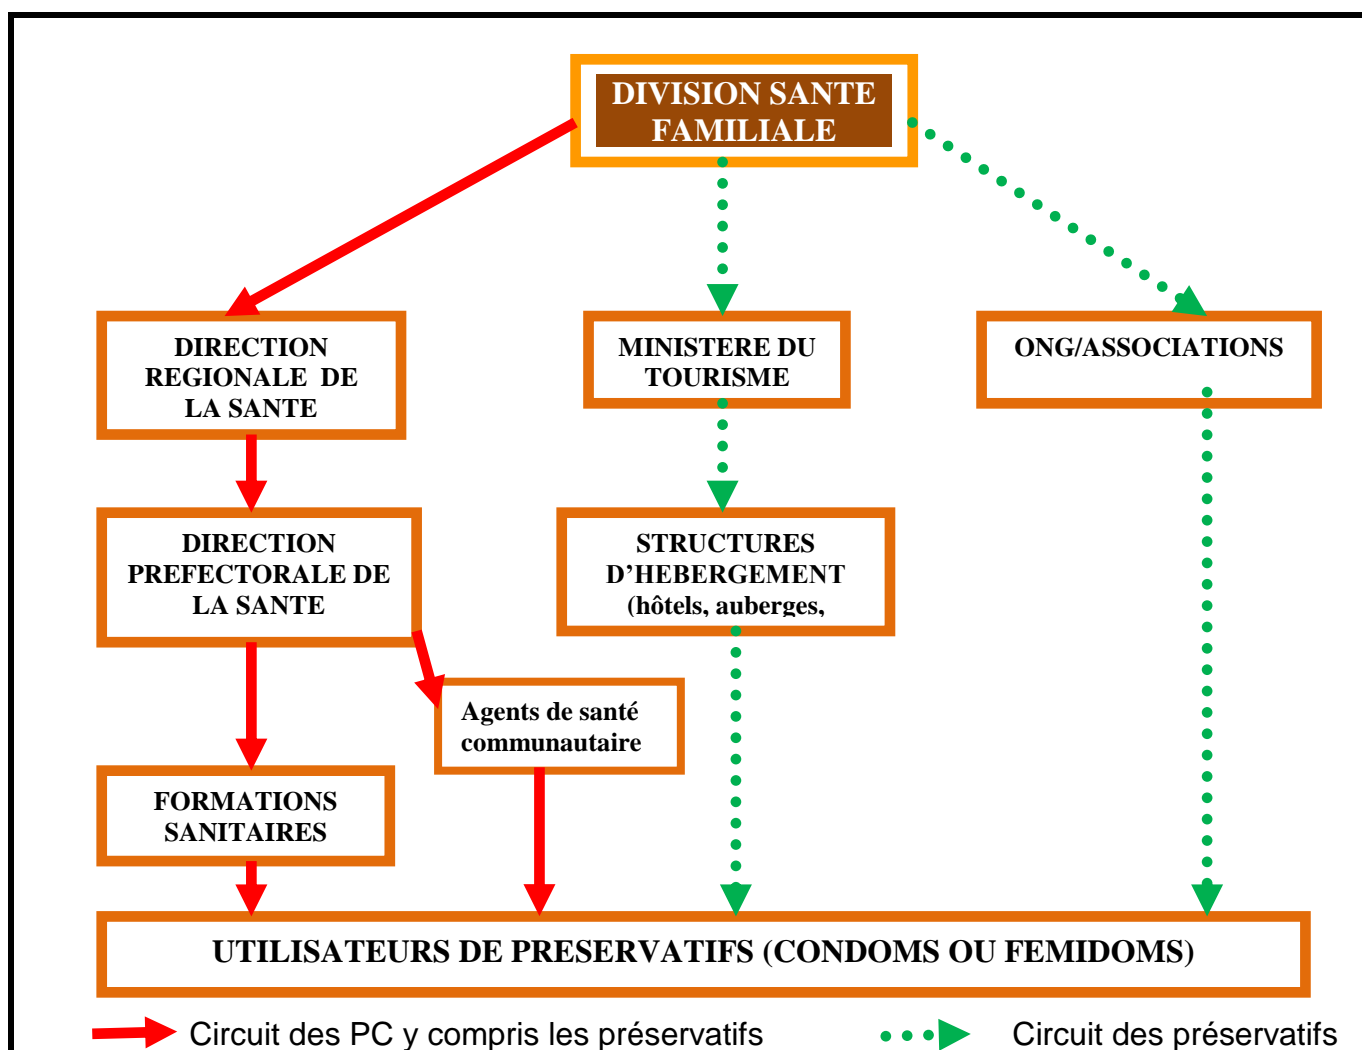 DIVISION SANTE
FAMILIALE
DIRECTION
REGIONALE DE
LA SANTE
MINISTERE DU
TOURISME
ONG/ASSOCIATIONS
DIRECTION
PREFECTORALE DE
LA SANTE
STRUCTURES
D’HEBERGEMENT
(hôtels, auberges,
Agents de santé
communautaire
FORMATIONS
SANITAIRES
UTILISATEURS DE PRESERVATIFS (CONDOMS OU FEMIDOMS)
Circuit des PC y compris les préservatifs
Circuit des préservatifs